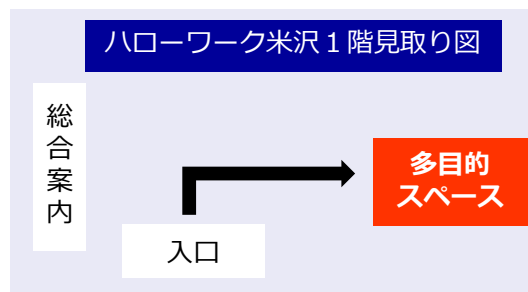 ハローワーク米沢１階見取り図
総合案内
多目的
スペース
入口